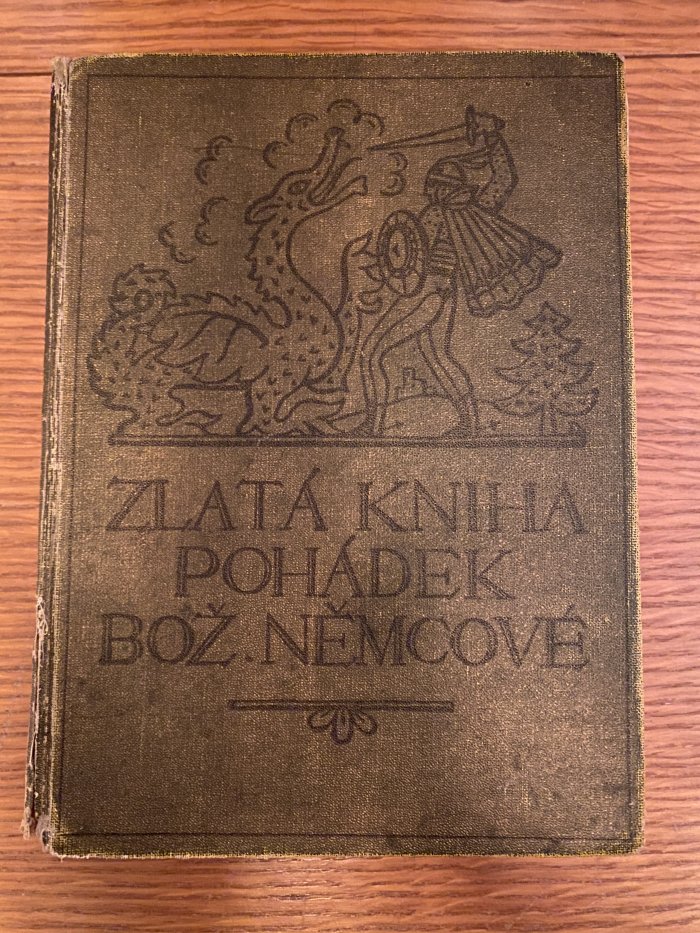 ZLATÁ KNIHA
POHÁDEK
BOŽ. NĚMCOVÉ